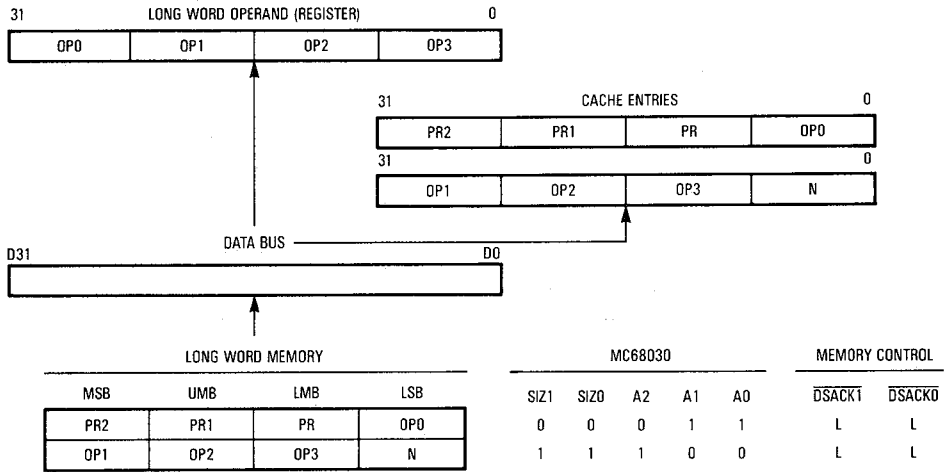 31 LONG WORD OPERAND (REGISTER) 0
OP0 OP1 OP2 OP3
31 CACHE ENTRIES 0
PR2 PR1 PR OP0
31 0
OP1 OP2 OP3 N
DATA BUS
D31 D0
LONG WORD MEMORY MC68030 MEMORY CONTROL
MSB UMB LMB LSB SIZ1 SIZ0 A2 A1 A0 DSACK1 DSACK0
PR2 PR1 PR OP0 0 0 0 1 1 L L
OP1 OP2 OP3 N 1 1 1 0 0 L L